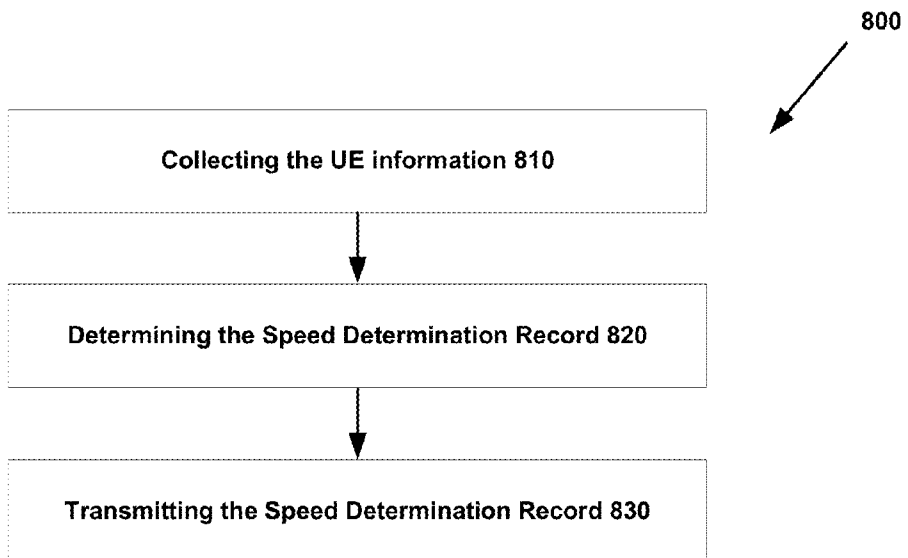 800
Collecting the UE information 810
Determining the Speed Determination Record 820
Transmitting the Speed Determination Record 830